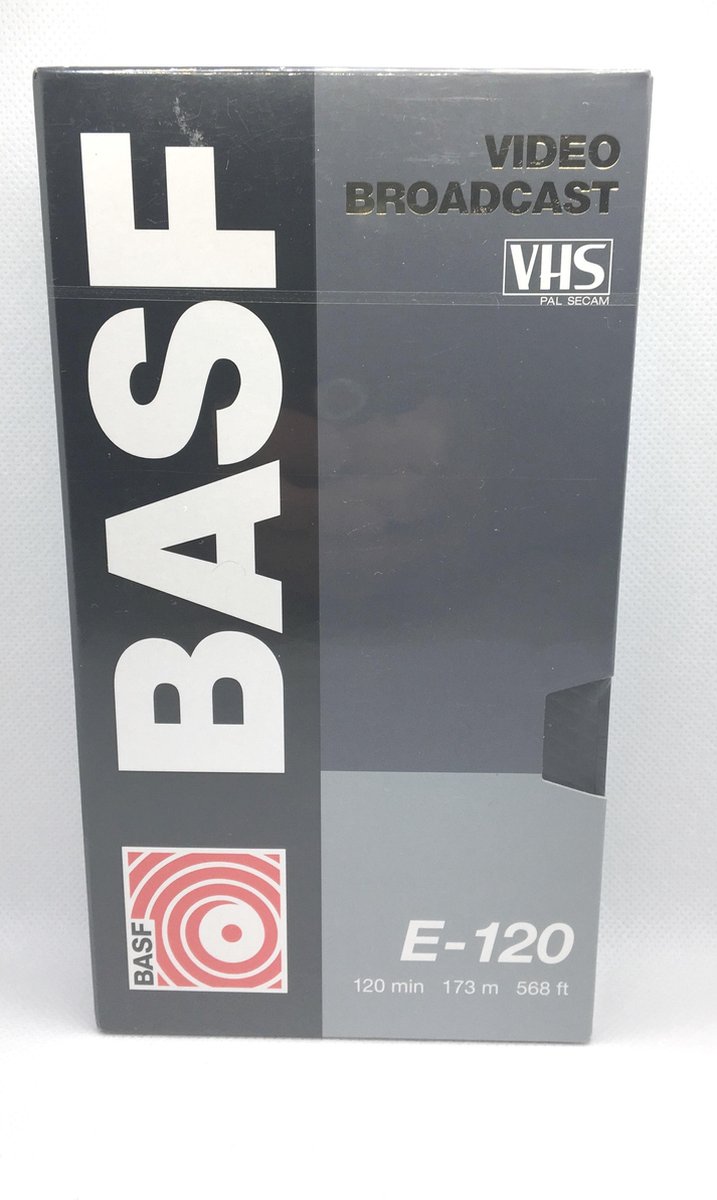 BASF
VIDEO
BROADCAST
VHS
PAL SECAM
BASF
E-120
120 min 173 m 568 ft